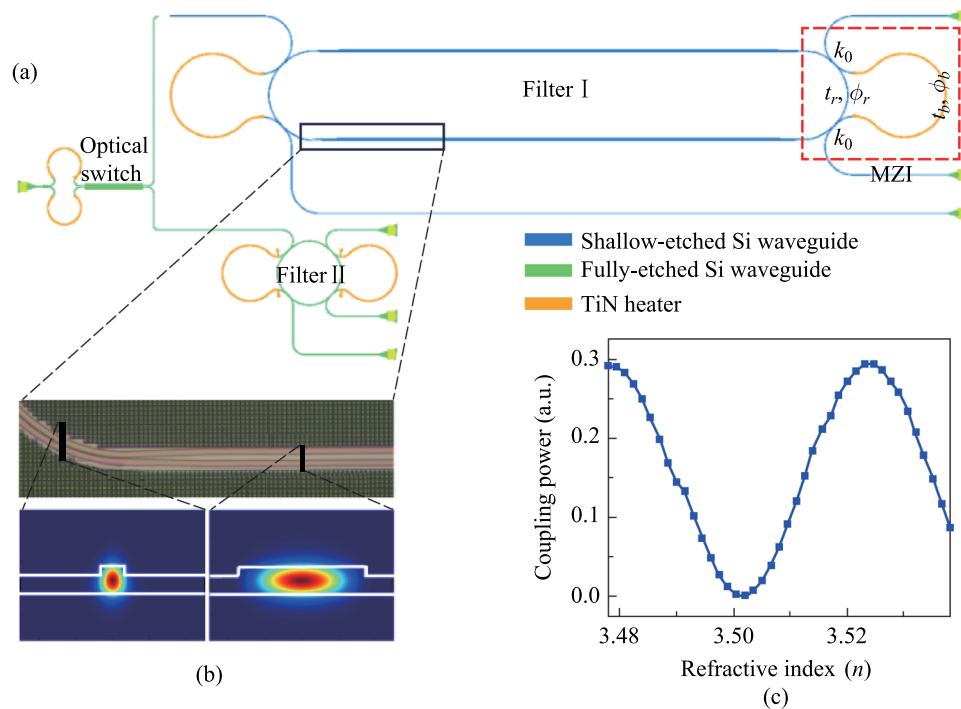 (a)
Filter I
k₀
tᵣ, ϕᵣ
t_b, ϕ_b
k₀
MZI
Optical
switch
Filter II
Shallow-etched Si waveguide
Fully-etched Si waveguide
TiN heater
(b)
0.3
0.2
0.1
0.0
Coupling power (a.u.)
3.48
3.50
3.52
Refractive index (n)
(c)